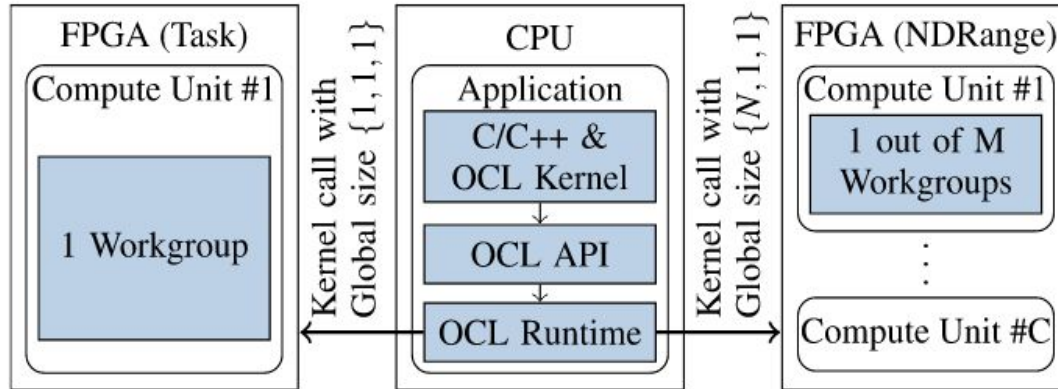 FPGA (Task)
Compute Unit #1
1 Workgroup
Kernel call with
Global size {1, 1, 1}
CPU
Application
C/C++ &
OCL Kernel
OCL API
OCL Runtime
Kernel call with
Global size {N, 1, 1}
FPGA (NDRange)
Compute Unit #1
1 out of M
Workgroups
Compute Unit #C